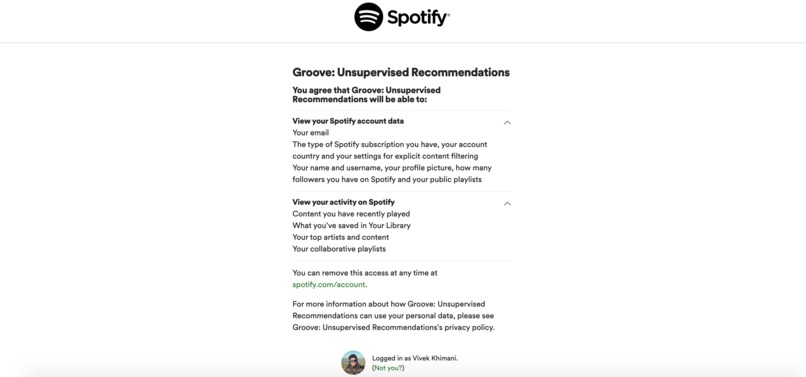 Spotify®
Groove: Unsupervised Recommendations
You agree that Groove: Unsupervised
Recommendations will be able to:
View your Spotify account data
Your email
The type of Spotify subscription you have, your account
country and your settings for explicit content filtering
Your name and username, your profile picture, how many
followers you have on Spotify and your public playlists
View your activity on Spotify
Content you have recently played
What you've saved in Your Library
Your top artists and content
Your collaborative playlists
You can remove this access at any time at
spotify.com/account.
For more information about how Groove: Unsupervised
Recommendations can use your personal data, please see
Groove: Unsupervised Recommendations's privacy policy.
Logged in as Vivek Khimani.
(Not you?)